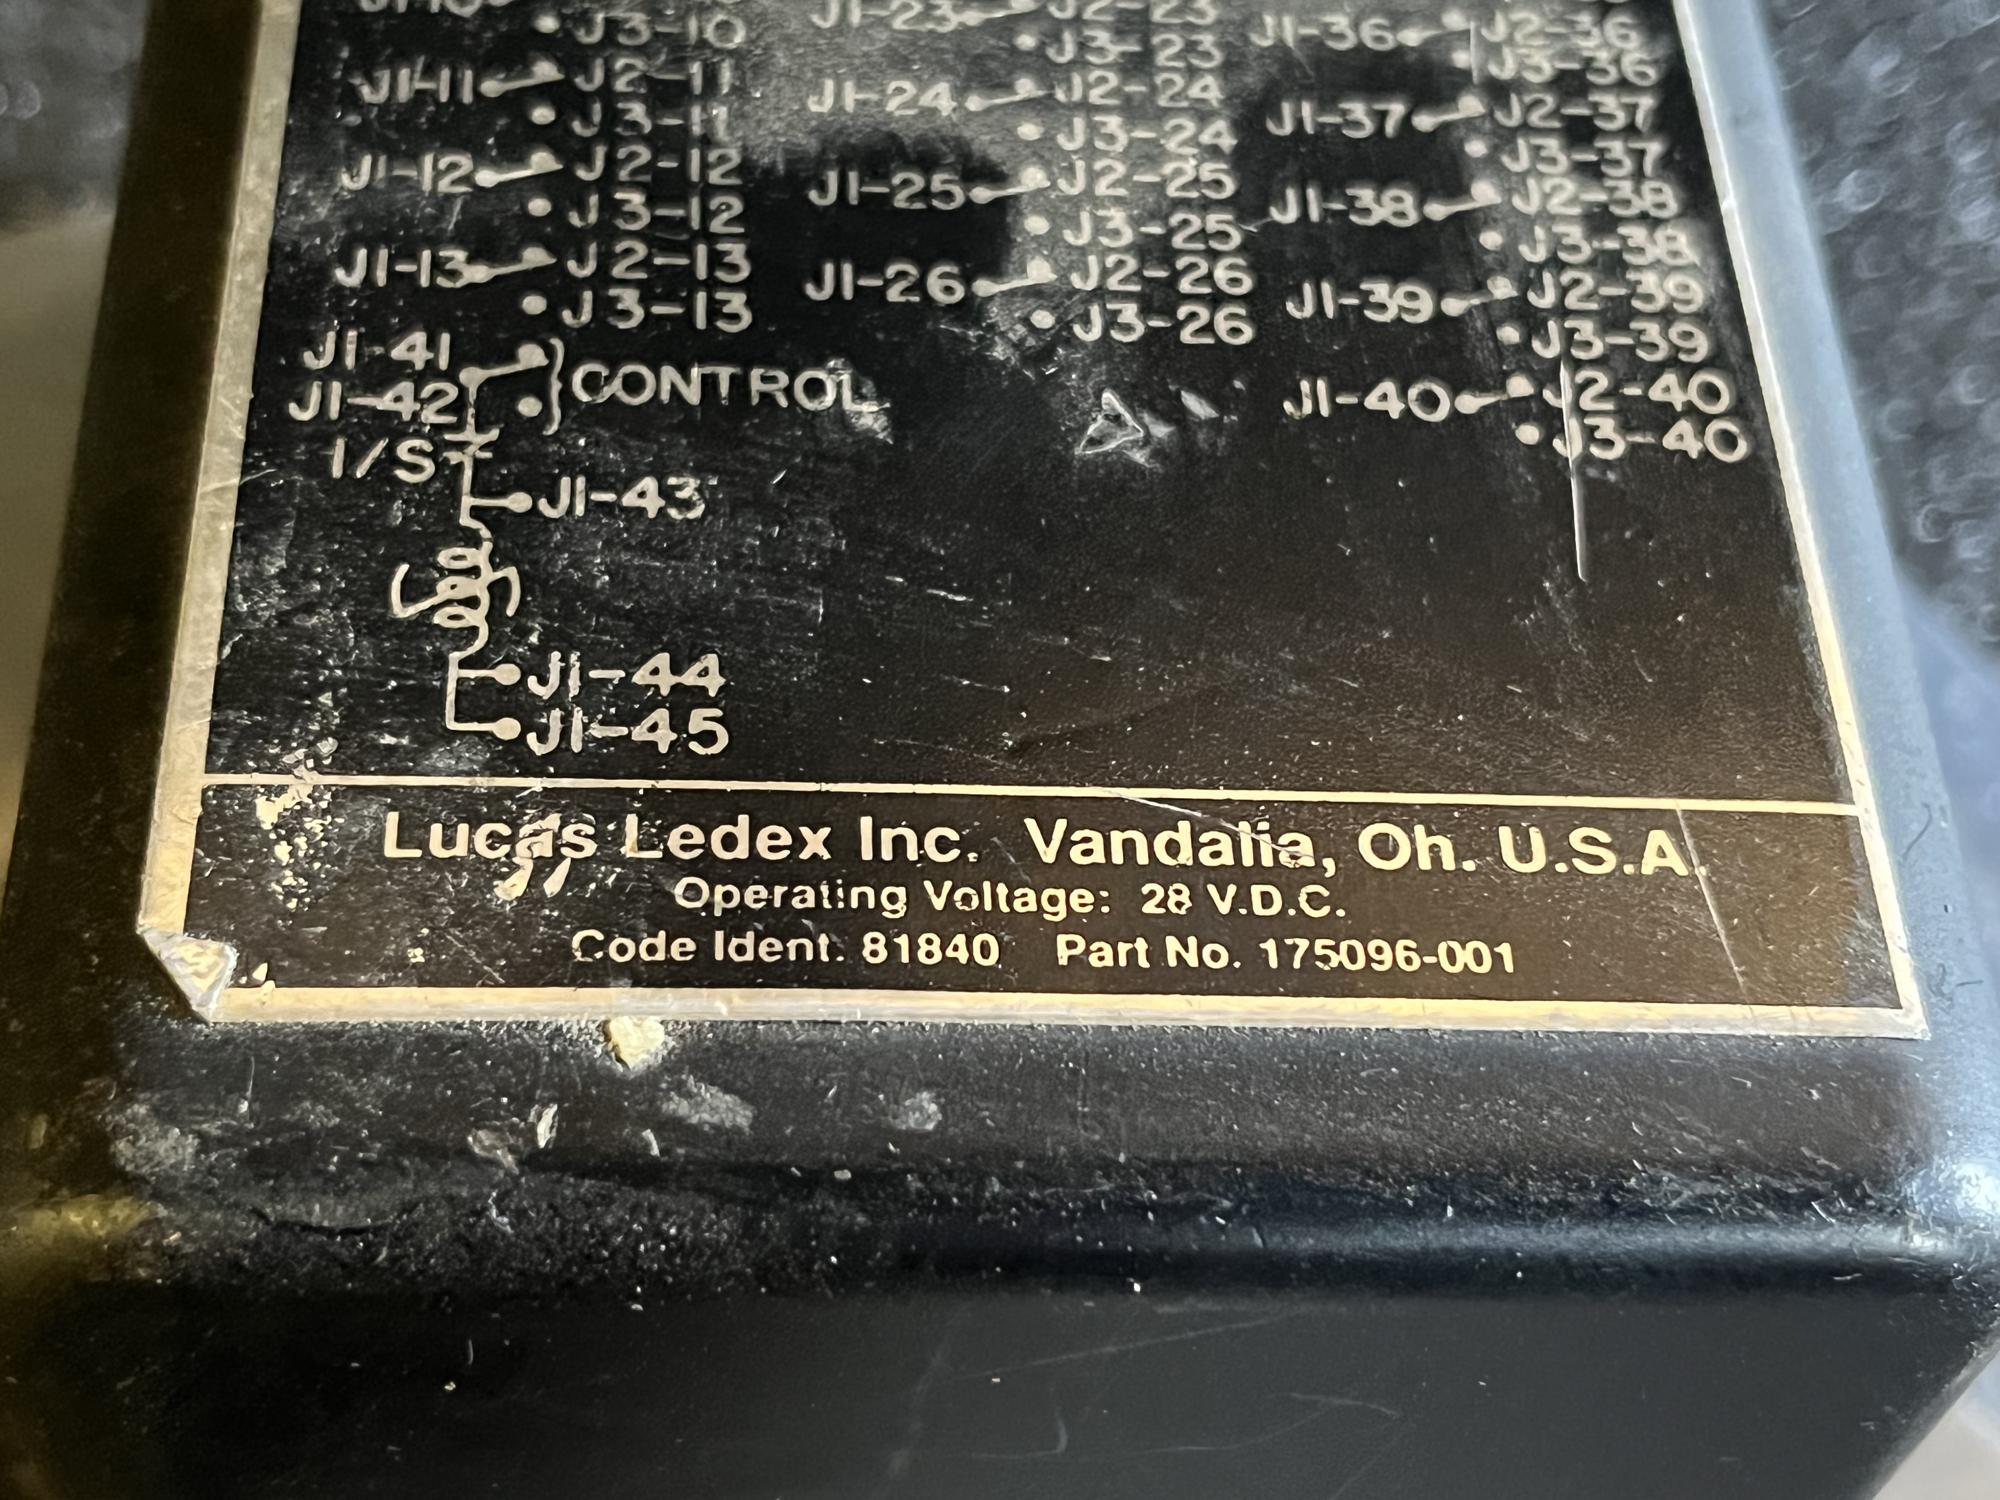 J1-10
J3-10
J1-11 J2-11
J3-11
J1-12 J2-12
J3-12
J1-13 J2-13
J3-13
J1-41
J1-42
CONTROL
I/S
J1-43
J1-44
J1-45
J1-23 J2-23
J3-23
J1-24 J2-24
J3-24
J1-25 J2-25
J3-25
J1-26 J2-26
J3-26
J1-36 J2-36
J3-36
J1-37 J2-37
J3-37
J1-38 J2-38
J3-38
J1-39 J2-39
J3-39
J1-40 J2-40
J3-40
Lucas Ledex Inc. Vandalia, Oh. U.S.A.
Operating Voltage: 28 V.D.C.
Code Ident. 81840 Part No. 175096-001